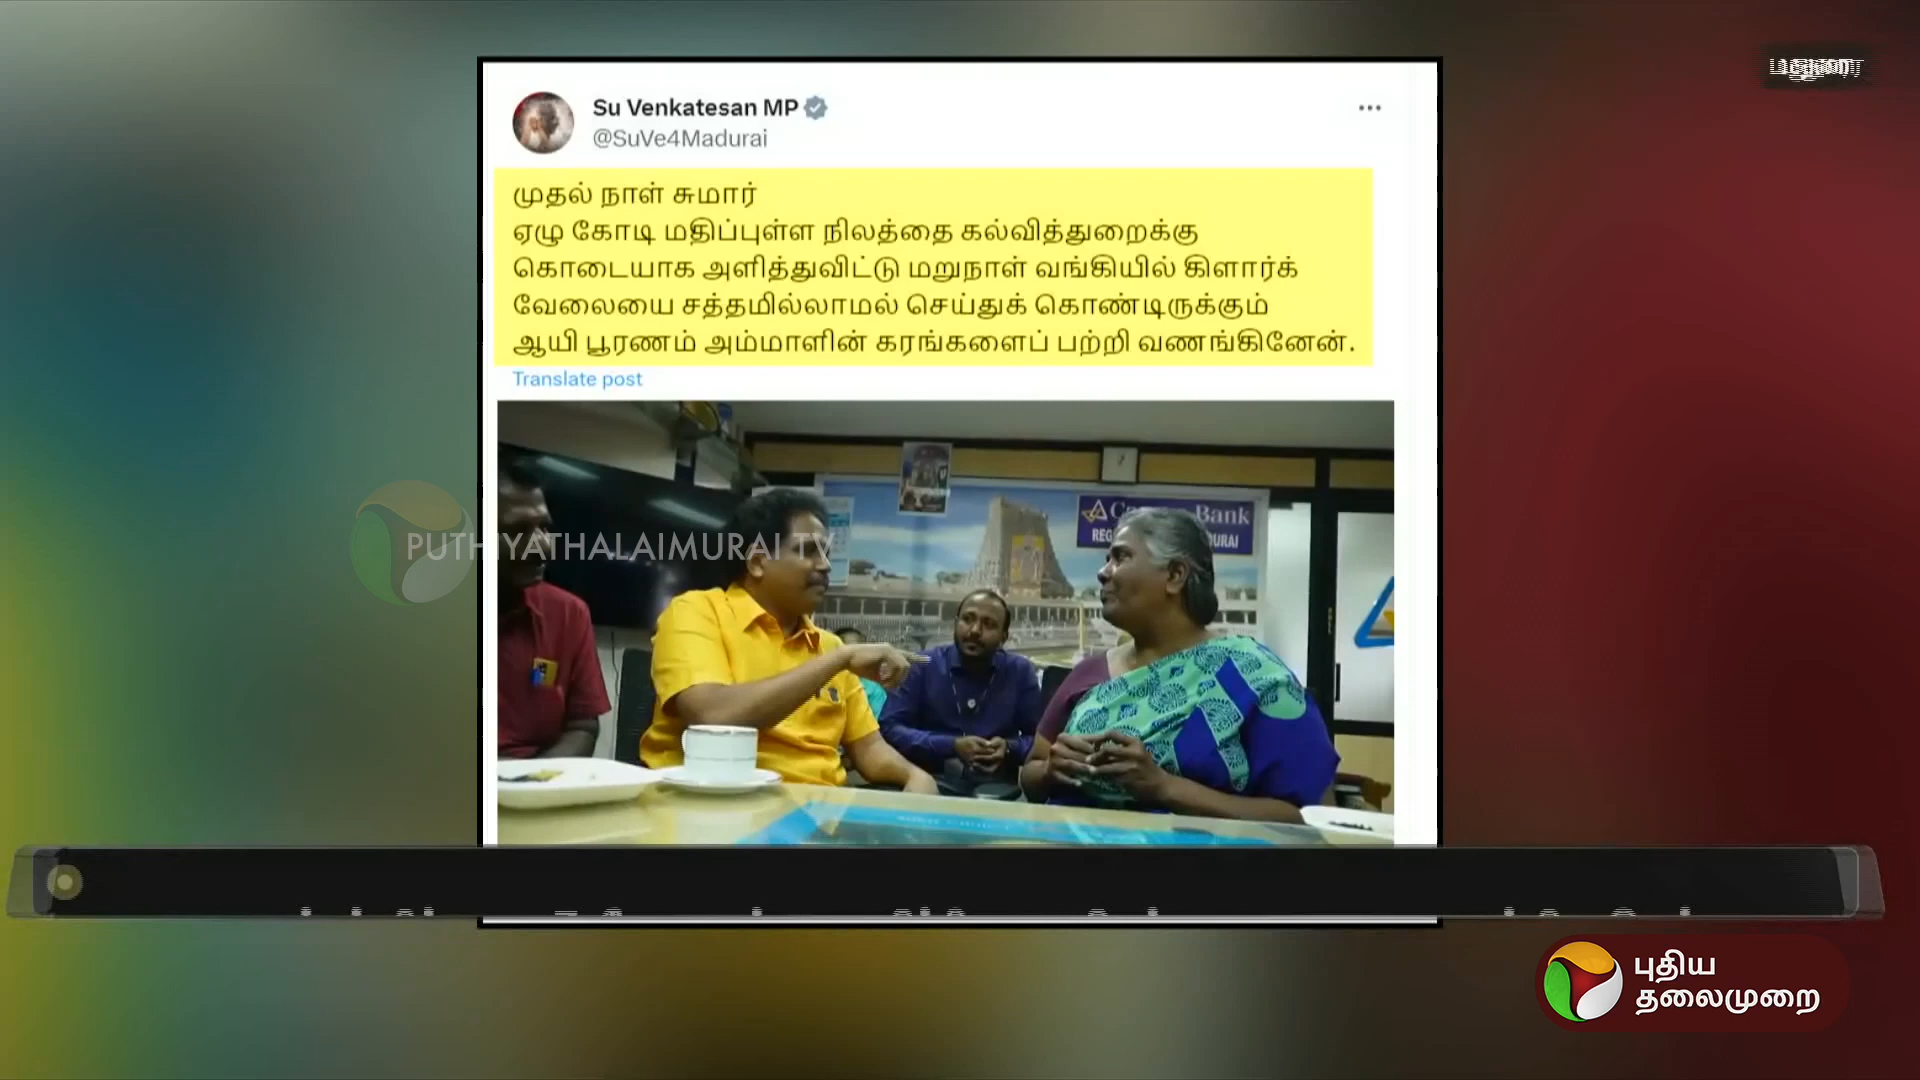 Su Venkatesan MP
@SuVe4Madurai
முதல் நாள் சுமார்
ஏழு கோடி மதிப்புள்ள நிலத்தை கல்வித்துறைக்கு
கொடையாக அளித்துவிட்டு மறுநாள் வங்கியில் கிளார்க்
வேலையை சத்தமில்லாமல் செய்துக் கொண்டிருக்கும்
ஆயி பூரணம் அம்மாளின் கரங்களைப் பற்றி வணங்கினேன்.
Translate post
Bank
PUTHIYATHALAIMURAI TV
புதிய
தலைமுறை